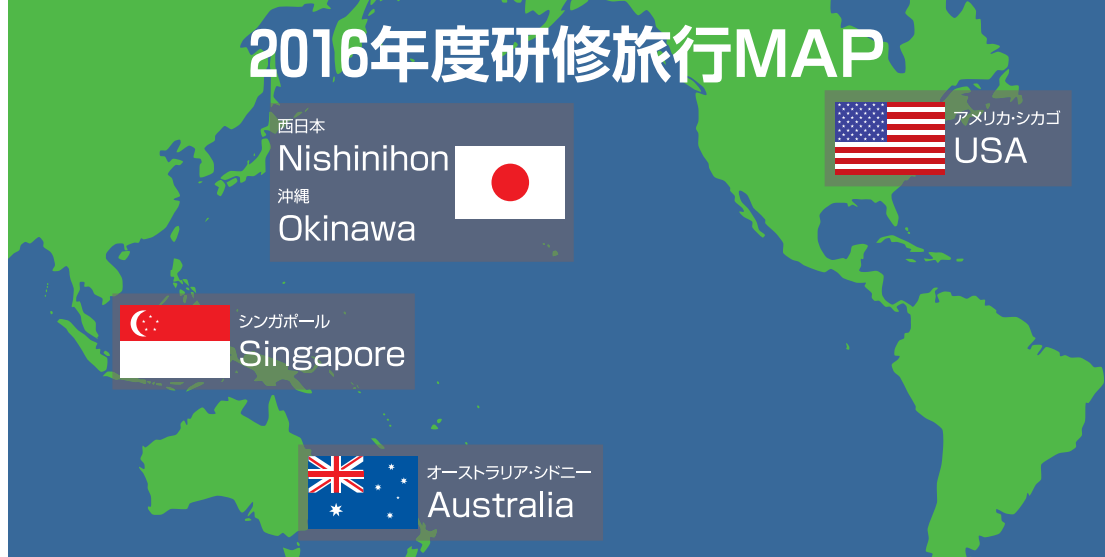 2016年度研修旅行MAP
西日本
Nishinihon
沖縄
Okinawa
アメリカ・シカゴ
USA
シンガポール
Singapore
オーストラリア・シドニー
Australia